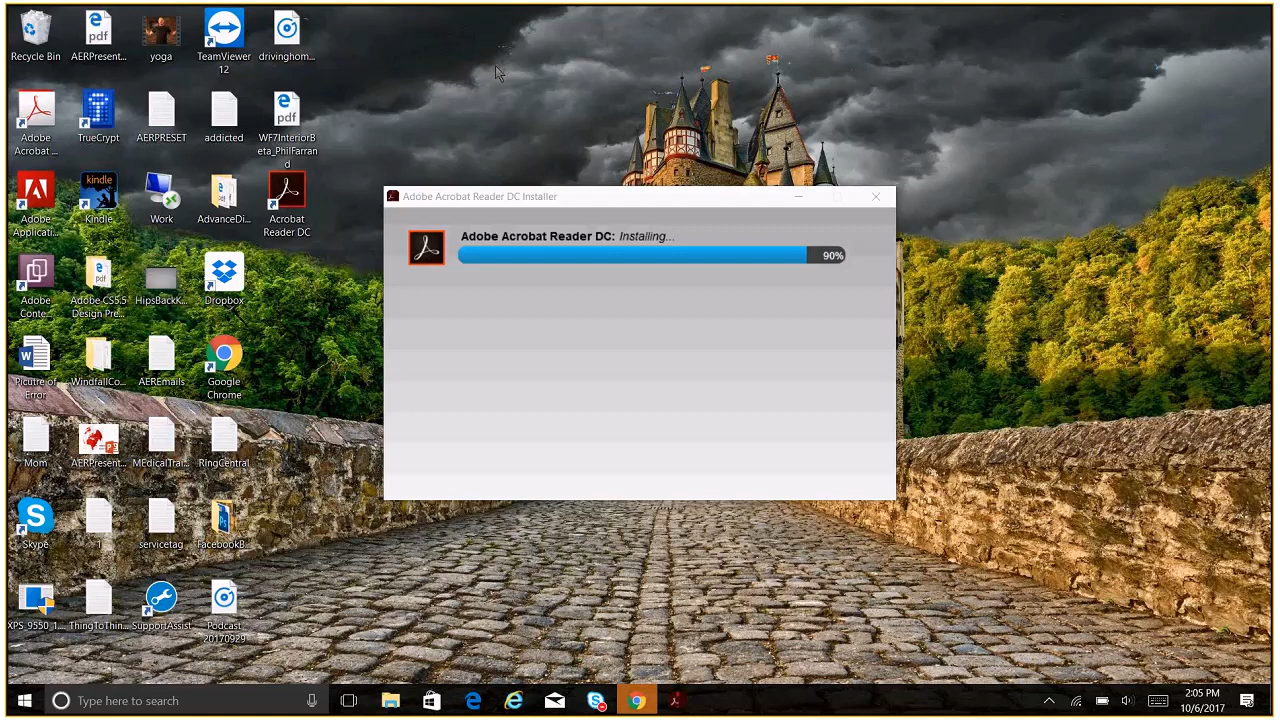 Recycle Bin
AERPresent...
yoga
TeamViewer
12
drivinghom...
Adobe
Acrobat ...
TrueCrypt
AERPRESET
addicted
WF7InteriorB
eta_PhilFarran
d
Adobe
Applicati...
kindle
Kindle
Work
AdvanceDi...
Acrobat
Reader DC
Adobe
Conte...
Adobe CS5.5
Design Pre...
HipsBackK...
Dropbox
Picutre of
Error
WindfallCo...
AEREmails
Google
Chrome
Mom
AERPresent...
MEdicalTrai...
RingCentral
Skype
1
servicetag
FacebookB...
XPS_9550_1...
ThingToThin...
SupportAssist
Podcast
20170929
Adobe Acrobat Reader DC Installer
Adobe Acrobat Reader DC: Installing...
90%
Type here to search
2:05 PM
10/6/2017